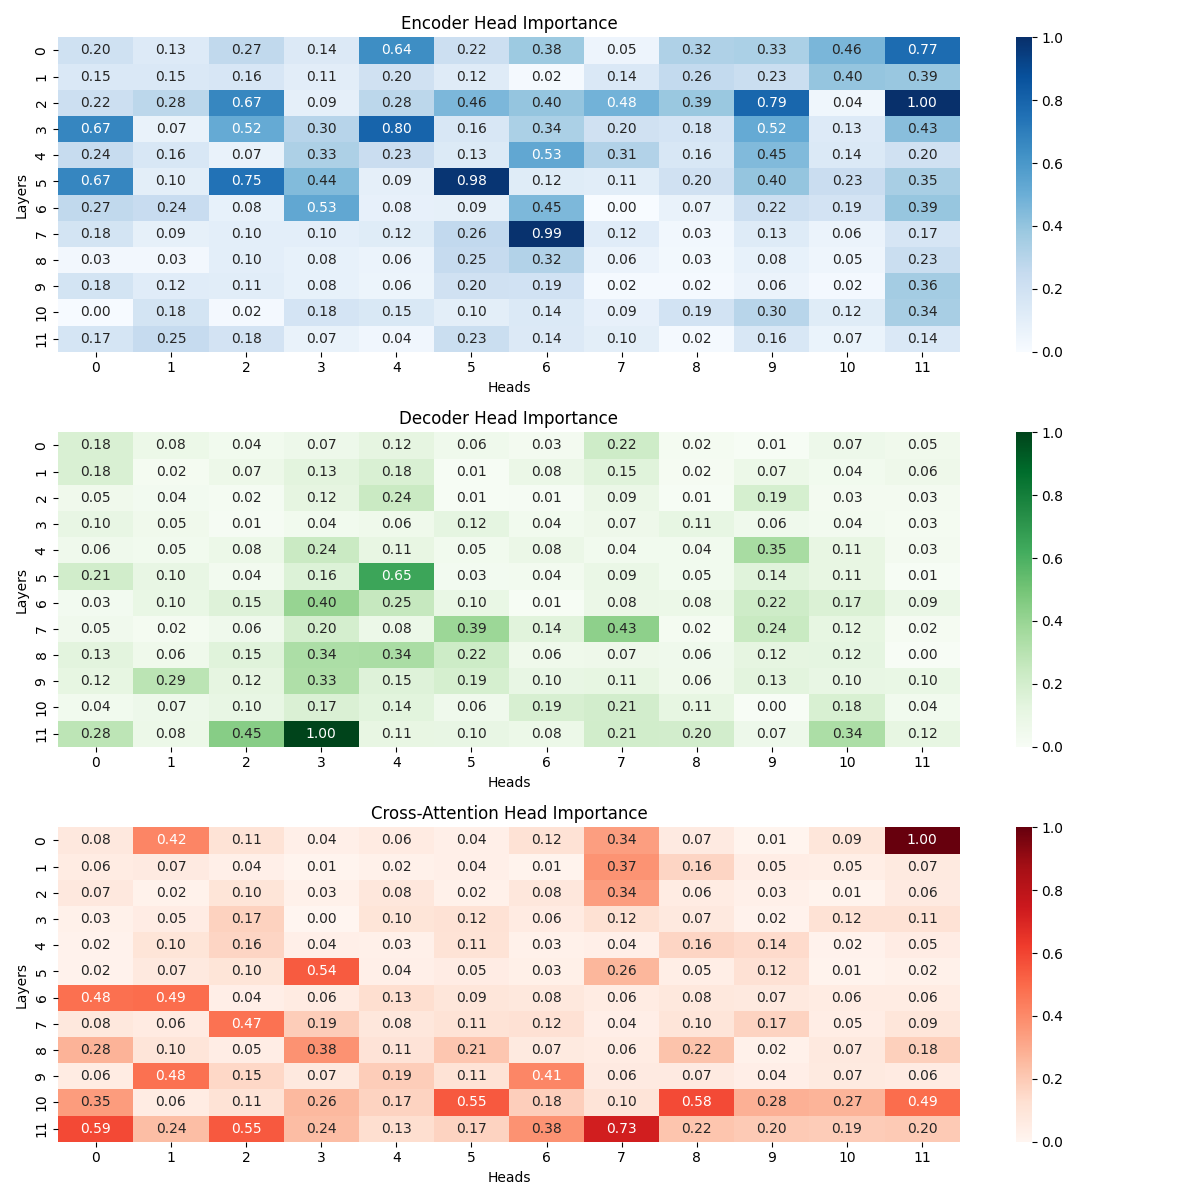 Encoder Head Importance
0 0.20 0.13 0.27 0.14 0.64 0.22 0.38 0.05 0.32 0.33 0.46 0.77 1.0
1 0.15 0.15 0.16 0.11 0.20 0.12 0.02 0.14 0.26 0.23 0.40 0.39
2 0.22 0.28 0.67 0.09 0.28 0.46 0.40 0.48 0.39 0.79 0.04 1.00 0.8
3 0.67 0.07 0.52 0.30 0.80 0.16 0.34 0.20 0.18 0.52 0.13 0.43
4 0.24 0.16 0.07 0.33 0.23 0.13 0.53 0.31 0.16 0.45 0.14 0.20 0.6
5 0.67 0.10 0.75 0.44 0.09 0.98 0.12 0.11 0.20 0.40 0.23 0.35
Layers
6 0.27 0.24 0.08 0.53 0.08 0.09 0.45 0.00 0.07 0.22 0.19 0.39
7 0.18 0.09 0.10 0.10 0.12 0.26 0.99 0.12 0.03 0.13 0.06 0.17 0.4
8 0.03 0.03 0.10 0.08 0.06 0.25 0.32 0.06 0.03 0.08 0.05 0.23
9 0.18 0.12 0.11 0.08 0.06 0.20 0.19 0.02 0.02 0.06 0.02 0.36 0.2
10 0.00 0.18 0.02 0.18 0.15 0.10 0.14 0.09 0.19 0.30 0.12 0.34
11 0.17 0.25 0.18 0.07 0.04 0.23 0.14 0.10 0.02 0.16 0.07 0.14 0.0
0 1 2 3 4 5 6 7 8 9 10 11
Heads
Decoder Head Importance
0 0.18 0.08 0.04 0.07 0.12 0.06 0.03 0.22 0.02 0.01 0.07 0.05 1.0
1 0.18 0.02 0.07 0.13 0.18 0.01 0.08 0.15 0.02 0.07 0.04 0.06
2 0.05 0.04 0.02 0.12 0.24 0.01 0.01 0.09 0.01 0.19 0.03 0.03 0.8
3 0.10 0.05 0.01 0.04 0.06 0.12 0.04 0.07 0.11 0.06 0.04 0.03
4 0.06 0.05 0.08 0.24 0.11 0.05 0.08 0.04 0.04 0.35 0.11 0.03 0.6
5 0.21 0.10 0.04 0.16 0.65 0.03 0.04 0.09 0.05 0.14 0.11 0.01
Layers
6 0.03 0.10 0.15 0.40 0.25 0.10 0.01 0.08 0.08 0.22 0.17 0.09
7 0.05 0.02 0.06 0.20 0.08 0.39 0.14 0.43 0.02 0.24 0.12 0.02 0.4
8 0.13 0.06 0.15 0.34 0.34 0.22 0.06 0.07 0.06 0.12 0.12 0.00
9 0.12 0.29 0.12 0.33 0.15 0.19 0.10 0.11 0.06 0.13 0.10 0.10 0.2
10 0.04 0.07 0.10 0.17 0.14 0.06 0.19 0.21 0.11 0.00 0.18 0.04
11 0.28 0.08 0.45 1.00 0.11 0.10 0.08 0.21 0.20 0.07 0.34 0.12 0.0
0 1 2 3 4 5 6 7 8 9 10 11
Heads
Cross-Attention Head Importance
0 0.08 0.42 0.11 0.04 0.06 0.04 0.12 0.34 0.07 0.01 0.09 1.00 1.0
1 0.06 0.07 0.04 0.01 0.02 0.04 0.01 0.37 0.16 0.05 0.05 0.07
2 0.07 0.02 0.10 0.03 0.08 0.02 0.08 0.34 0.06 0.03 0.01 0.06 0.8
3 0.03 0.05 0.17 0.00 0.10 0.12 0.06 0.12 0.07 0.02 0.12 0.11
4 0.02 0.10 0.16 0.04 0.03 0.11 0.03 0.04 0.16 0.14 0.02 0.05 0.6
5 0.02 0.07 0.10 0.54 0.04 0.05 0.03 0.26 0.05 0.12 0.01 0.02
Layers
6 0.48 0.49 0.04 0.06 0.13 0.09 0.08 0.06 0.08 0.07 0.06 0.06
7 0.08 0.06 0.47 0.19 0.08 0.11 0.12 0.04 0.10 0.17 0.05 0.09 0.4
8 0.28 0.10 0.05 0.38 0.11 0.21 0.07 0.06 0.22 0.02 0.07 0.18
9 0.06 0.48 0.15 0.07 0.19 0.11 0.41 0.06 0.07 0.04 0.07 0.06 0.2
10 0.35 0.06 0.11 0.26 0.17 0.55 0.18 0.10 0.58 0.28 0.27 0.49
11 0.59 0.24 0.55 0.24 0.13 0.17 0.38 0.73 0.22 0.20 0.19 0.20 0.0
0 1 2 3 4 5 6 7 8 9 10 11
Heads